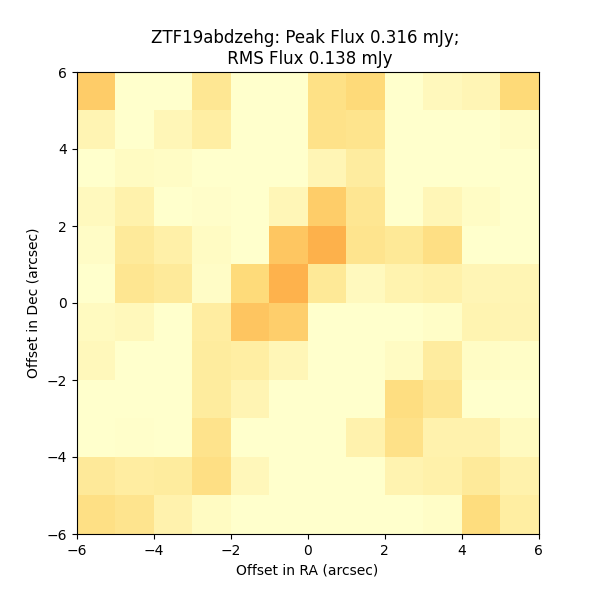 ZTF19abdzehg: Peak Flux 0.316 mJy;
RMS Flux 0.138 mJy
6
4
2
0
−2
−4
−6
Offset in Dec (arcsec)
−6 −4 −2 0 2 4 6
Offset in RA (arcsec)